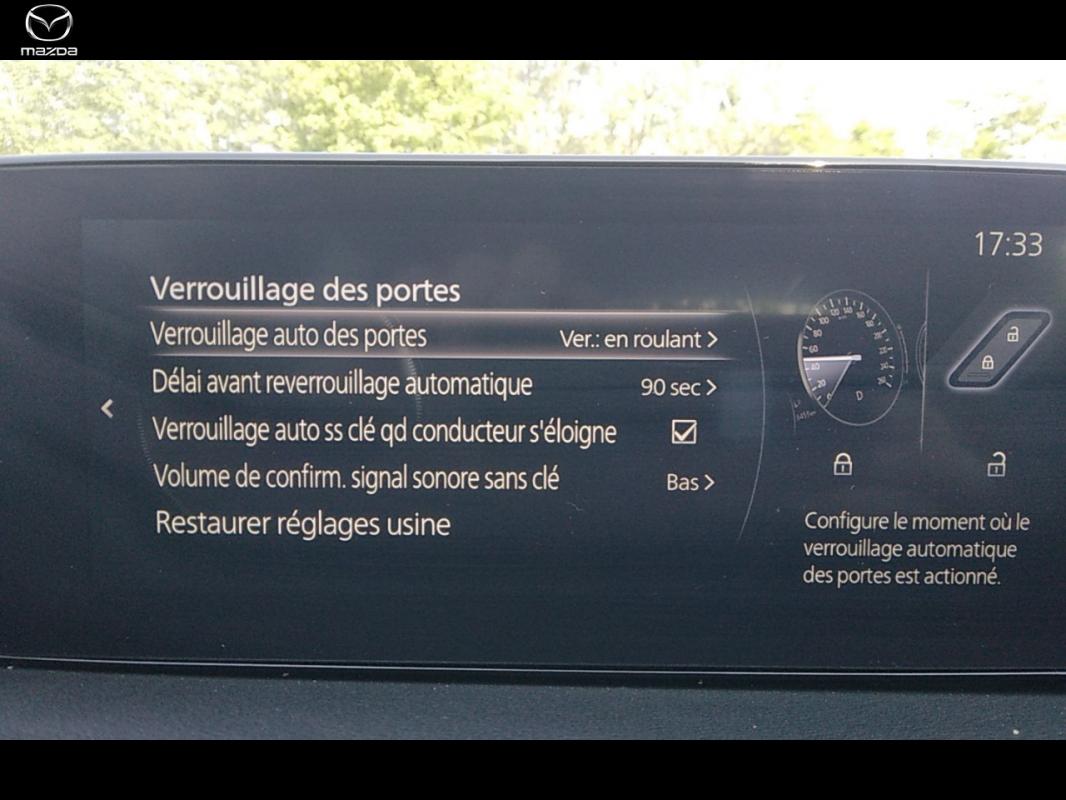 mazda
17:33
Verrouillage des portes
Verrouillage auto des portes Ver.: en roulant >
Délai avant reverrouillage automatique 90 sec >
Verrouillage auto ss clé qd conducteur s'éloigne
<
Volume de confirm. signal sonore sans clé Bas >
Restaurer réglages usine
D
Configure le moment où le
verrouillage automatique
des portes est actionné.